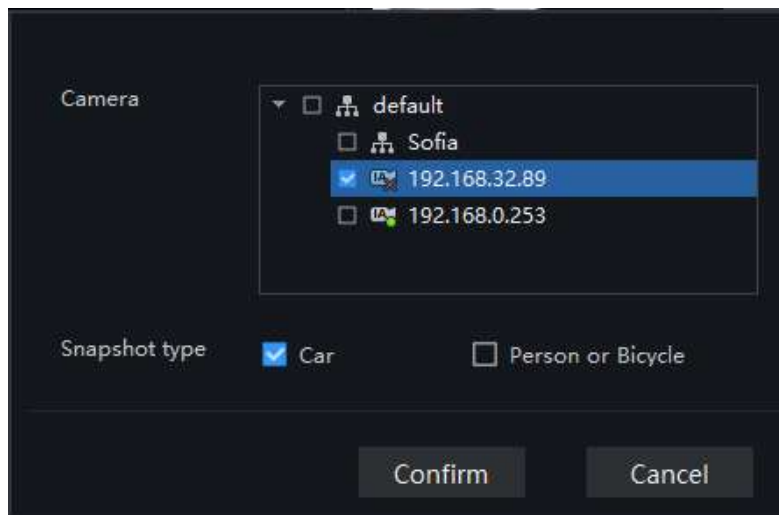 Camera
default
Sofia
192.168.32.89
192.168.0.253
Snapshot type
Car
Person or Bicycle
Confirm
Cancel